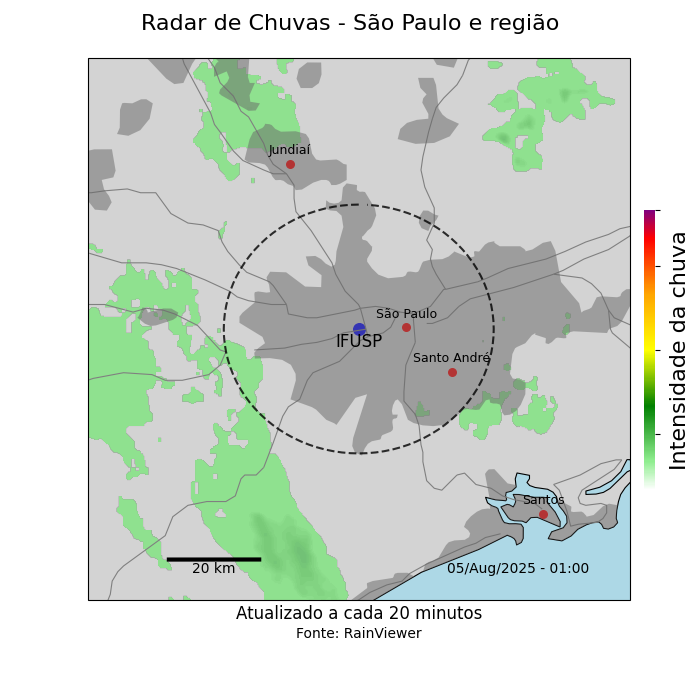 Radar de Chuvas - São Paulo e região
Jundiaí
São Paulo
IFUSP
Santo André
Santos
20 km
05/Aug/2025 - 01:00
Intensidade da chuva
Atualizado a cada 20 minutos
Fonte: RainViewer